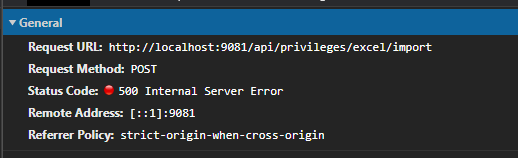 General
Request URL: http://localhost:9081/api/privileges/excel/import
Request Method: POST
Status Code: 500 Internal Server Error
Remote Address: [::1]:9081
Referrer Policy: strict-origin-when-cross-origin